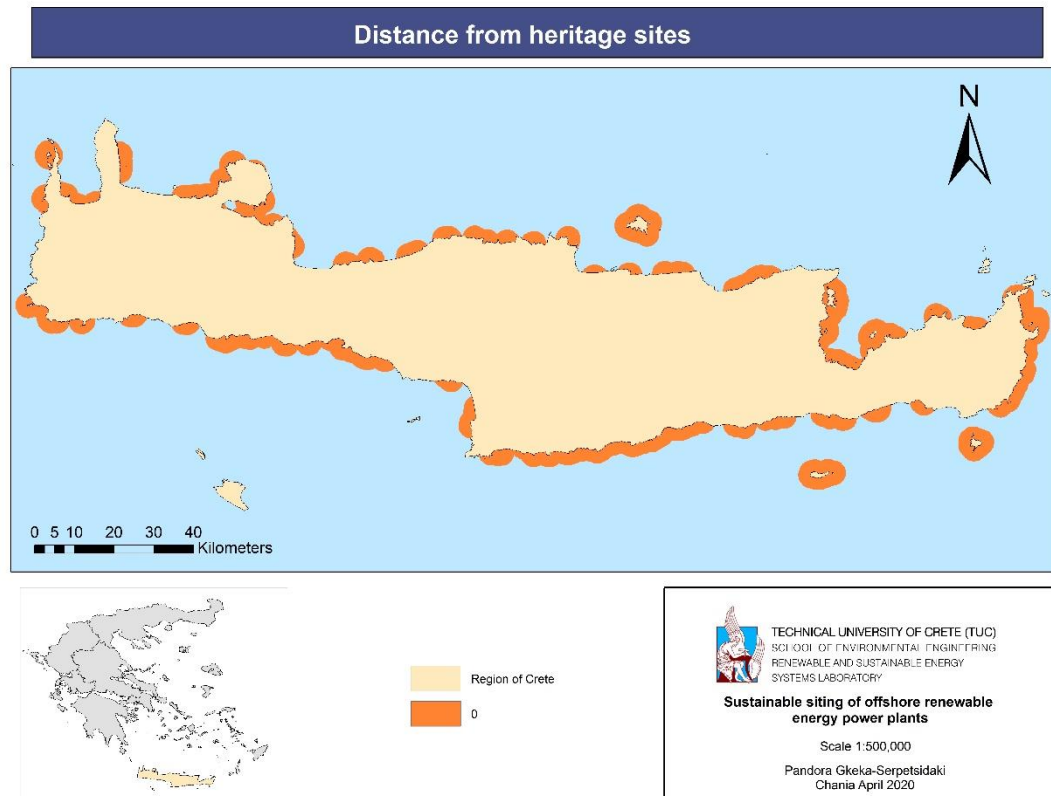 Distance from heritage sites
N
0 5 10 20 30 40
Kilometers
Region of Crete
0
TECHNICAL UNIVERSITY OF CRETE (TUC)
SCHOOL OF ENVIRONMENTAL ENGINEERING
RENEWABLE AND SUSTAINABLE ENERGY
SYSTEMS LABORATORY
Sustainable siting of offshore renewable
energy power plants
Scale 1:500,000
Pandora Gkeka-Serpetsidaki
Chania April 2020